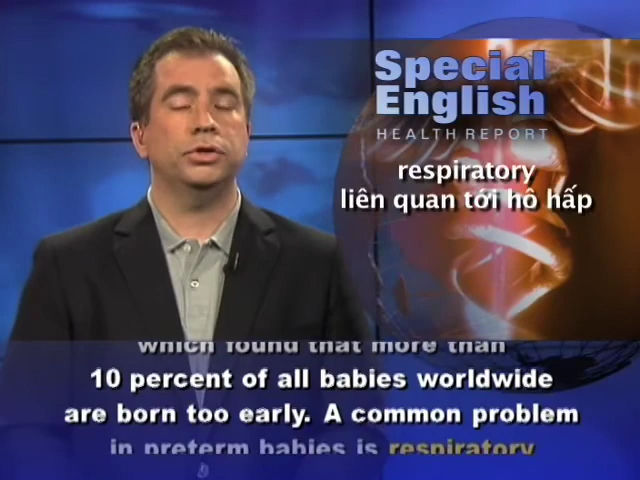 Special
English
HEALTH REPORT
respiratory
liên quan tới hô hấp
which found that more than
10 percent of all babies worldwide
are born too early. A common problem
in preterm babies is respiratory